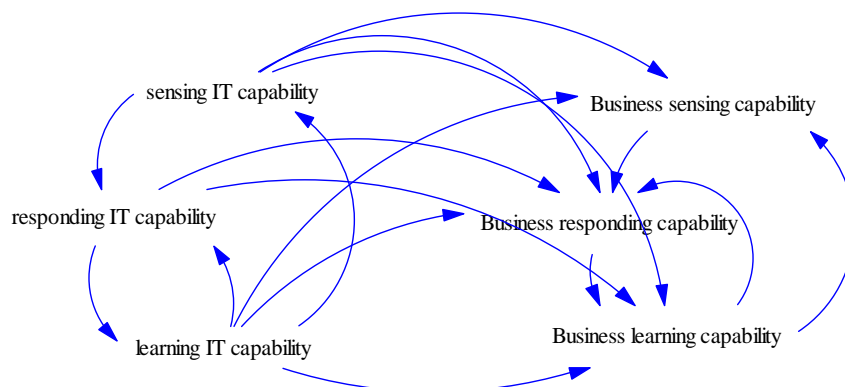 sensing IT capability
Business sensing capability
responding IT capability
Business responding capability
learning IT capability
Business learning capability